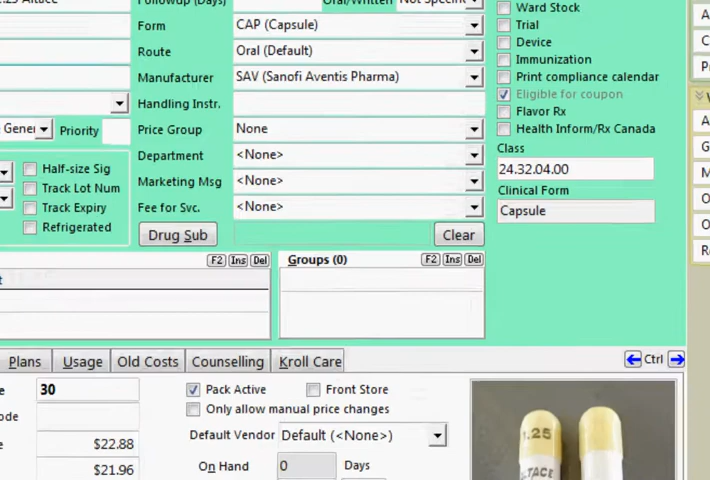 1.25 Altace
Followup (Days)
Oral/Written
Form
CAP (Capsule)
Route
Oral (Default)
Manufacturer
SAV (Sanofi Aventis Pharma)
Handling Instr.
Priority
Price Group
None
Department
<None>
Marketing Msg
<None>
Fee for Svc.
<None>
Half-size Sig
Track Lot Num
Track Expiry
Refrigerated
Drug Sub
Clear
Ward Stock
Trial
Device
Immunization
Print compliance calendar
Eligible for coupon
Flavor Rx
Health Inform/Rx Canada
Class
24.32.04.00
Clinical Form
Capsule
F2 Ins Del
Groups (0)
F2 Ins Del
Plans
Usage
Old Costs
Counselling
Kroll Care
Ctrl
30
$22.88
$21.96
Pack Active
Front Store
Only allow manual price changes
Default Vendor
Default (<None>)
On Hand
0
Days
1.25